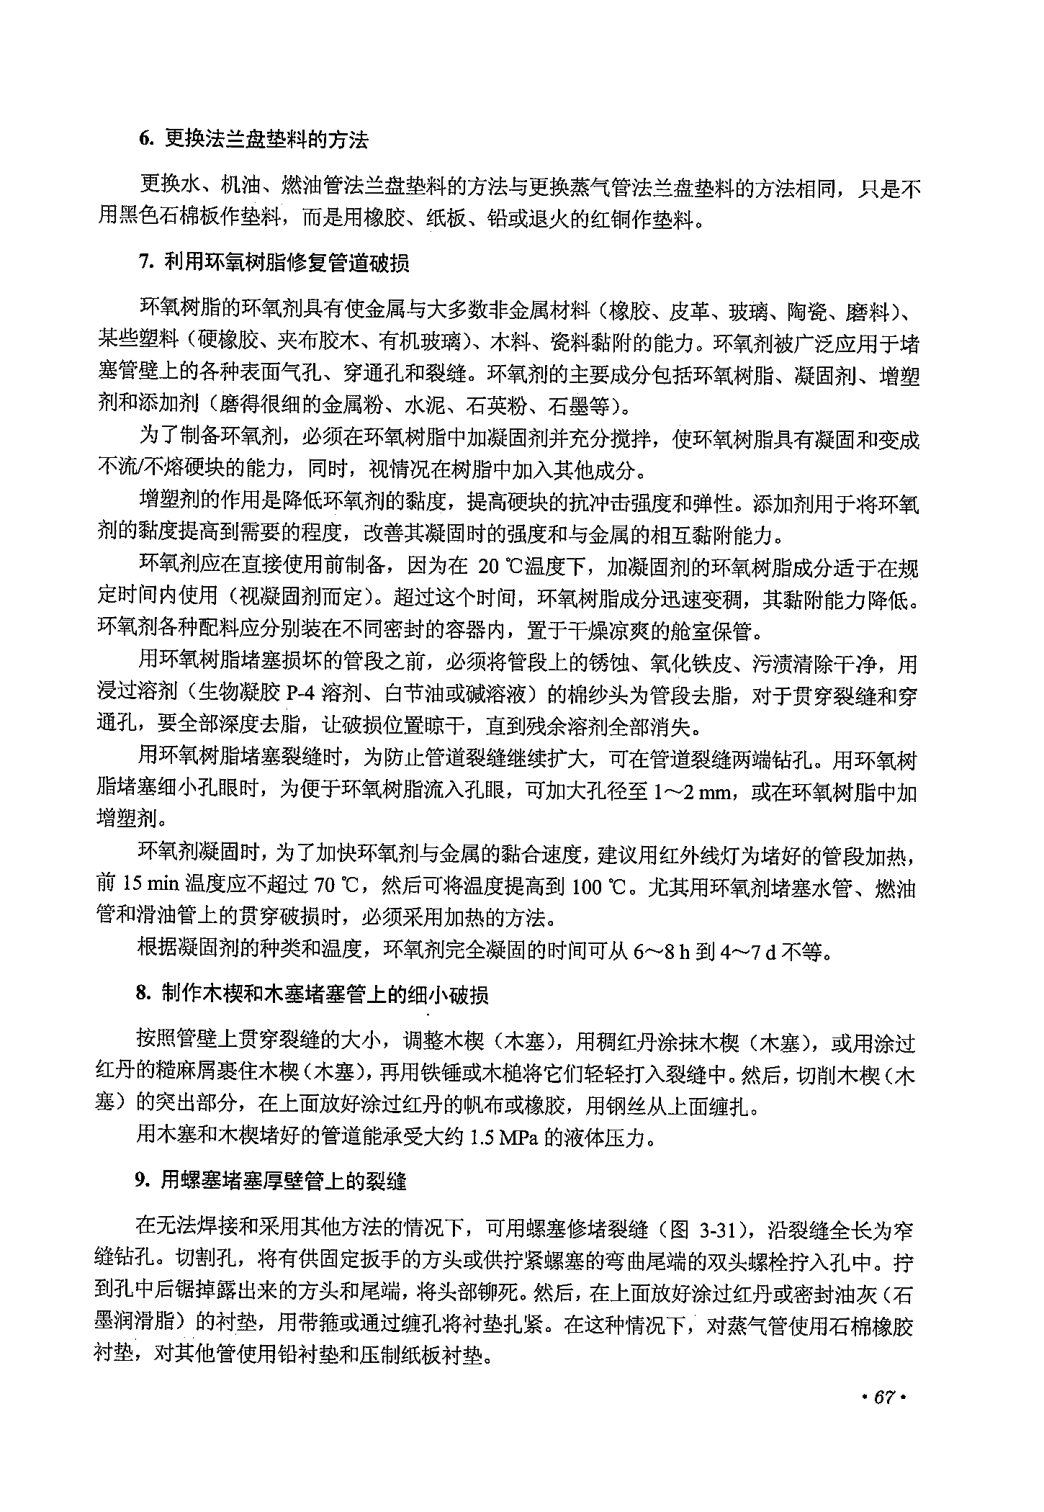 6. 更换法兰盘垫料的方法
更换水、机油、燃油管法兰盘垫料的方法与更换蒸气管法兰盘垫料的方法相同，只是不
用黑色石棉板作垫料，而是用橡胶、纸板、铅或退火的红铜作垫料。
7. 利用环氧树脂修复管道破损
环氧树脂的环氧剂具有使金属与大多数非金属材料（橡胶、皮革、玻璃、陶瓷、磨料）、
某些塑料（硬橡胶、夹布胶木、有机玻璃）、木料、瓷料黏附的能力。环氧剂被广泛应用于堵
塞管壁上的各种表面气孔、穿通孔和裂缝。环氧剂的主要成分包括环氧树脂、凝固剂、增塑
剂和添加剂（磨得很细的金属粉、水泥、石英粉、石墨等）。
为了制备环氧剂，必须在环氧树脂中加凝固剂并充分搅拌，使环氧树脂具有凝固和变成
不流/不熔硬块的能力，同时，视情况在树脂中加入其他成分。
增塑剂的作用是降低环氧剂的黏度，提高硬块的抗冲击强度和弹性。添加剂用于将环氧
剂的黏度提高到需要的程度，改善其凝固时的强度和与金属的相互黏附能力。
环氧剂应在直接使用前制备，因为在 20 ℃温度下，加凝固剂的环氧树脂成分适于在规
定时间内使用（视凝固剂而定）。超过这个时间，环氧树脂成分迅速变稠，其黏附能力降低。
环氧剂各种配料应分别装在不同密封的容器内，置于干燥凉爽的舱室保管。
用环氧树脂堵塞损坏的管段之前，必须将管段上的锈蚀、氧化铁皮、污渍清除干净，用
浸过溶剂（生物凝胶 P-4 溶剂、白节油或碱溶液）的棉纱头为管段去脂，对于贯穿裂缝和穿
通孔，要全部深度去脂，让破损位置晾干，直到残余溶剂全部消失。
用环氧树脂堵塞裂缝时，为防止管道裂缝继续扩大，可在管道裂缝两端钻孔。用环氧树
脂堵塞细小孔眼时，为便于环氧树脂流入孔眼，可加大孔径至 1～2 mm，或在环氧树脂中加
增塑剂。
环氧剂凝固时，为了加快环氧剂与金属的黏合速度，建议用红外线灯为堵好的管段加热，
前 15 min 温度应不超过 70 ℃，然后可将温度提高到 100 ℃。尤其用环氧剂堵塞水管、燃油
管和滑油管上的贯穿破损时，必须采用加热的方法。
根据凝固剂的种类和温度，环氧剂完全凝固的时间可从 6～8 h 到 4～7 d 不等。
8. 制作木楔和木塞堵塞管上的细小破损
按照管壁上贯穿裂缝的大小，调整木楔（木塞），用稠红丹涂抹木楔（木塞），或用涂过
红丹的糙麻屑裹住木楔（木塞），再用铁锤或木槌将它们轻轻打入裂缝中。然后，切削木楔（木
塞）的突出部分，在上面放好涂过红丹的帆布或橡胶，用钢丝从上面缠扎。
用木塞和木楔堵好的管道能承受大约 1.5 MPa 的液体压力。
9. 用螺塞堵塞厚壁管上的裂缝
在无法焊接和采用其他方法的情况下，可用螺塞修堵裂缝（图 3-31），沿裂缝全长为窄
缝钻孔。切割孔，将有供固定扳手的方头或供拧紧螺塞的弯曲尾端的双头螺栓拧入孔中。拧
到孔中后锯掉露出来的方头和尾端，将头部铆死。然后，在上面放好涂过红丹或密封油灰（石
墨润滑脂）的衬垫，用带箍或通过缠孔将衬垫扎紧。在这种情况下，对蒸气管使用石棉橡胶
衬垫，对其他管使用铅衬垫和压制纸板衬垫。
·67·